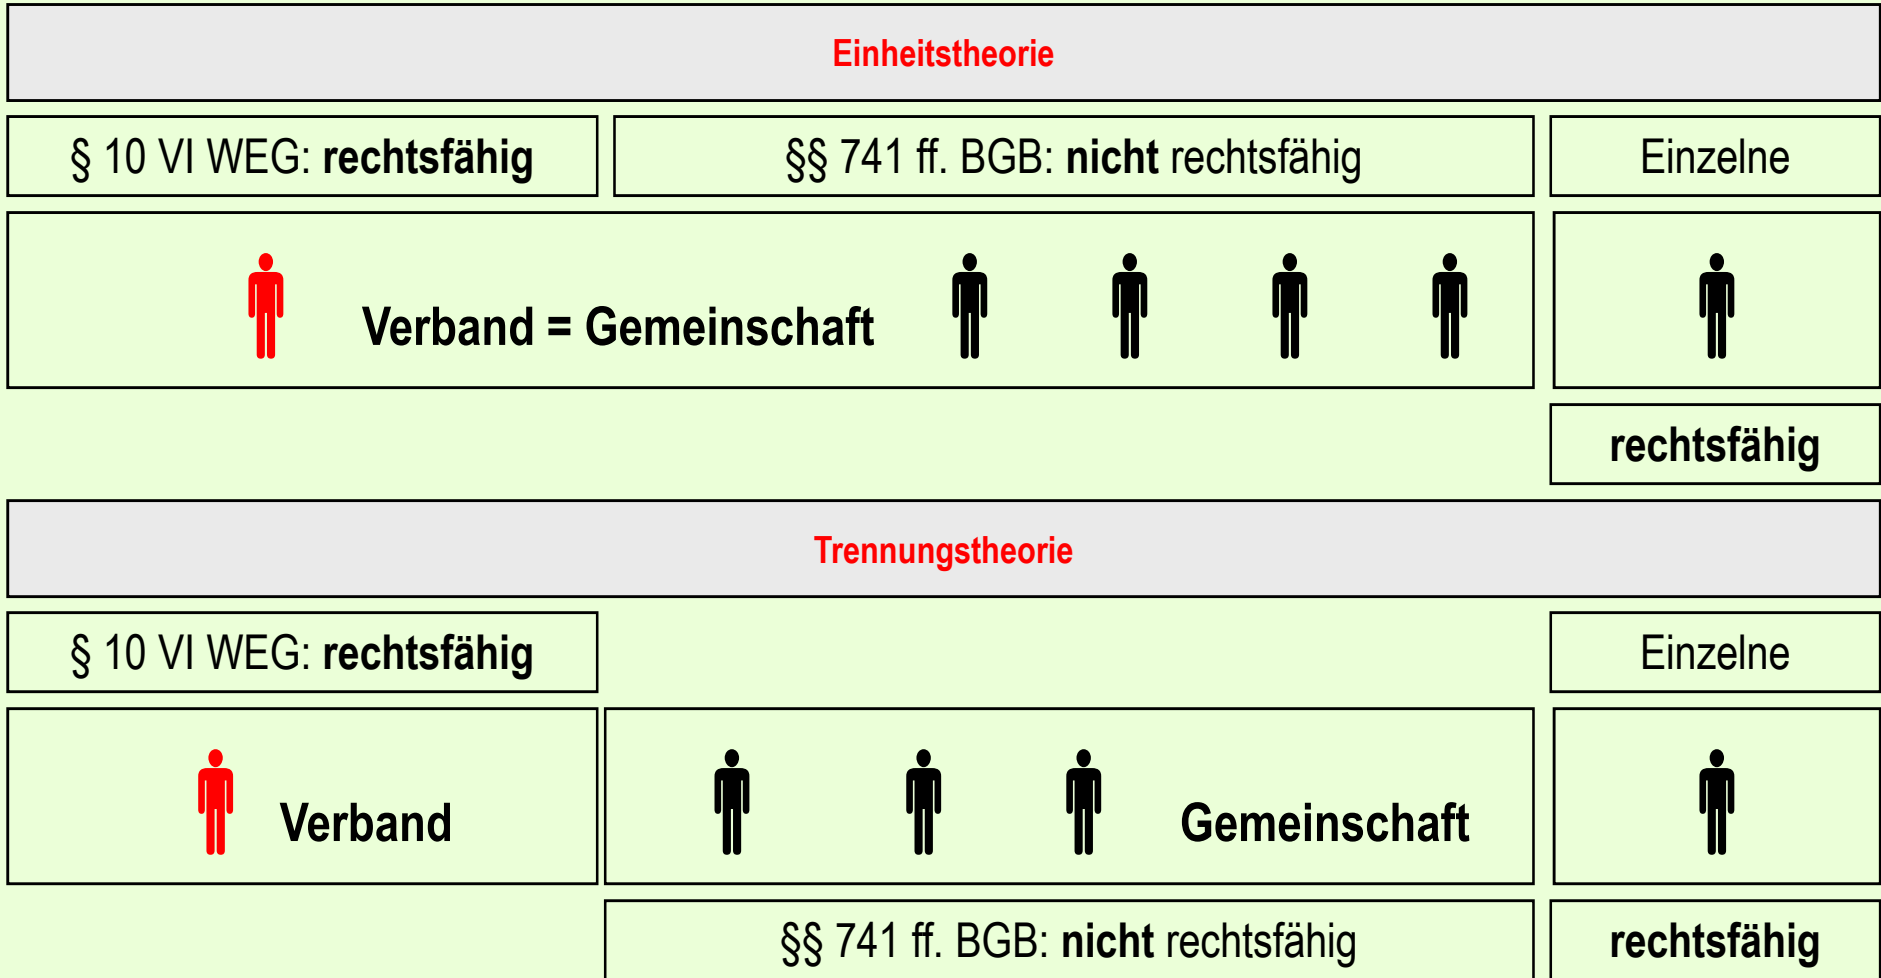 Einheitstheorie
§ 10 VI WEG: rechtsfähig
§§ 741 ff. BGB: nicht rechtsfähig
Einzelne
Verband = Gemeinschaft
rechtsfähig
Trennungstheorie
§ 10 VI WEG: rechtsfähig
Einzelne
Verband
Gemeinschaft
§§ 741 ff. BGB: nicht rechtsfähig
rechtsfähig